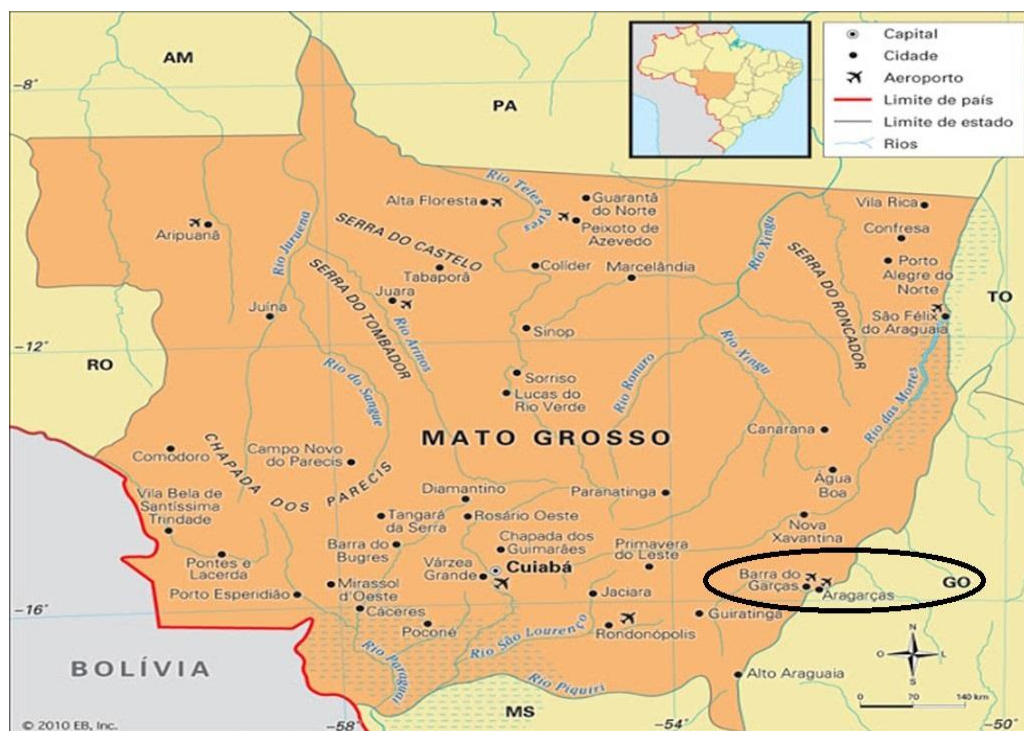 AM
PA
Capital
Cidade
Aeroporto
Limite de país
Limite de estado
Rios
-8°
Rio Teles Pires
Alta Floresta
Guarantã
do Norte
Peixoto de
Azevedo
Vila Rica
Confresa
Porto
Alegre do
Norte
Aripuanã
Rio Juruena
SERRA DO CASTELO
SERRA DO TOMBADOR
Tabaporã
Colíder
Marcelândia
Rio Xingu
SERRA DO RONCADOR
TO
Juara
Juína
Rio Arinos
Sinop
São Félix
do Araguaia
-12°
RO
Rio do Sangue
Sorriso
Lucas do
Rio Verde
Rio Ronuro
Rio Xingu
Rio das Mortes
MATO GROSSO
Canarana
Comodoro
CHAPADA DOS PARECIS
Campo Novo
do Parecis
Água
Boa
Vila Bela de
Santíssima
Trindade
Diamantino
Paranatinga
Tangará
da Serra
Rosário Oeste
Nova
Xavantina
Barra do
Bugres
Chapada dos
Guimarães
Primavera
do Leste
Pontes e
Lacerda
Várzea
Grande
Cuiabá
Barra do
Garças
Aragarças
GO
Porto Esperidião
Mirassol
d'Oeste
Jaciara
-16°
Cáceres
Poconé
Rio São Lourenço
Rondonópolis
Guiratinga
Rio Paraguai
Rio Piquiri
Alto Araguaia
BOLÍVIA
MS
N
O
L
S
0 70 140 km
© 2010 EB, Inc.
-58°
-54
-50°